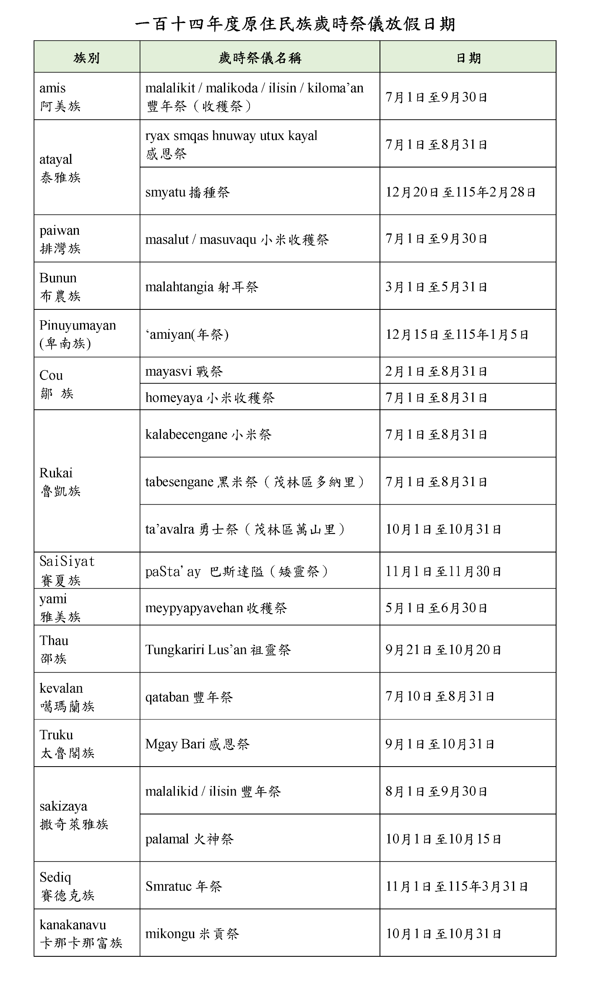 一百十四年度原住民族歲時祭儀放假日期
族別 歲時祭儀名稱 日期
amis
阿美族
malalikit / malikoda / ilisin / kiloma’an
豐年祭（收穫祭）
7月1日至9月30日
atayal
泰雅族
ryax smqas hnuway utux kayal
感恩祭
7月1日至8月31日
smyatu 播種祭
12月20日至115年2月28日
paiwan
排灣族
masalut / masuvaqu 小米收穫祭
7月1日至9月30日
Bunun
布農族
malahtangia 射耳祭
3月1日至5月31日
Pinuyumayan
(卑南族)
‘amiyan(年祭)
12月15日至115年1月5日
Cou
鄒 族
mayasvi 戰祭
2月1日至8月31日
homeyaya 小米收穫祭
7月1日至8月31日
Rukai
魯凱族
kalabecengane 小米祭
7月1日至8月31日
tabesengane 黑米祭（茂林區多納里）
7月1日至8月31日
ta’avalra 勇士祭（茂林區萬山里）
10月1日至10月31日
SaiSiyat
賽夏族
paSta’ay 巴斯達隘（矮靈祭）
11月1日至11月30日
yami
雅美族
meypyapyavehan 收穫祭
5月1日至6月30日
Thau
邵族
Tungkariri Lus’an 祖靈祭
9月21日至10月20日
kevalan
噶瑪蘭族
qataban 豐年祭
7月10日至8月31日
Truku
太魯閣族
Mgay Bari 感恩祭
9月1日至10月31日
sakizaya
撒奇萊雅族
malalikid / ilisin 豐年祭
8月1日至9月30日
palamal 火神祭
10月1日至10月15日
Sediq
賽德克族
Smratuc 年祭
11月1日至115年3月31日
kanakanavu
卡那卡那富族
mikongu 米貢祭
10月1日至10月31日